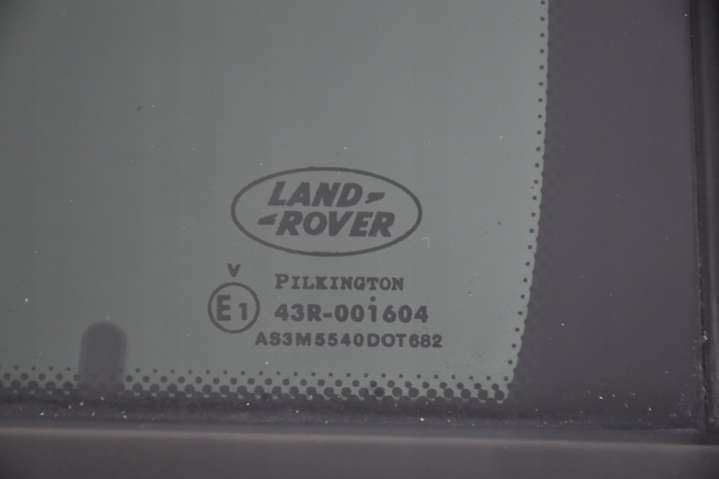 LAND-
-ROVER
V
PILKINGTON
E1 43R-001604
AS3M5540DOT682